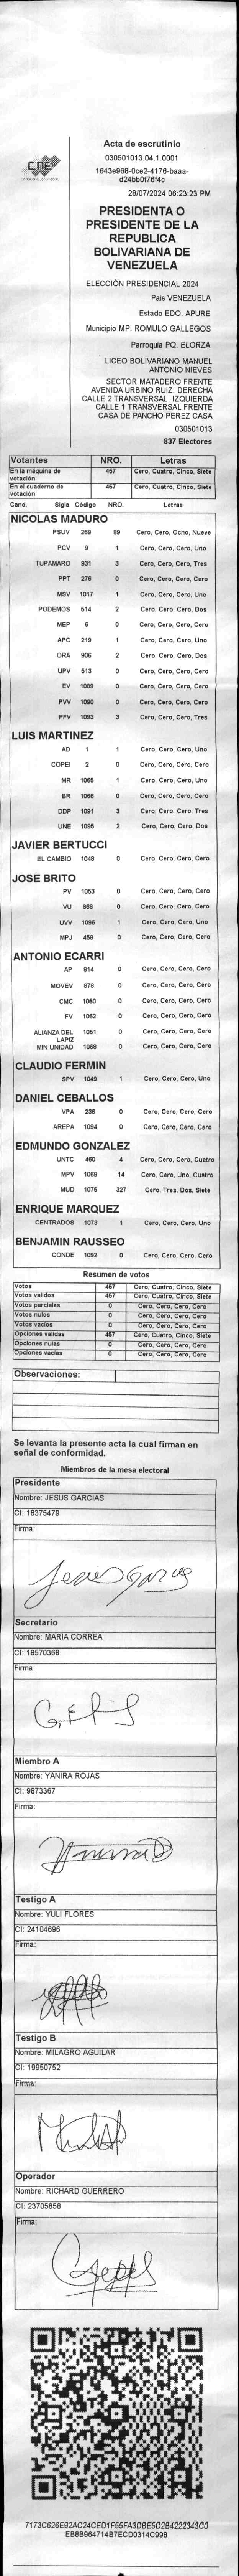 CNE
Acta de escrutinio
030501013.04.1.0001
1643e968-0ce2-4176-baaa-
d24bb0f76f4c
28/07/2024 06:23:23 PM
PRESIDENTA O
PRESIDENTE DE LA
REPUBLICA
BOLIVARIANA DE
VENEZUELA
ELECCIÓN PRESIDENCIAL 2024
Pais VENEZUELA
Estado EDO. APURE
Municipio MP. ROMULO GALLEGOS
Parroquia PQ. ELORZA
LICEO BOLIVARIANO MANUEL
ANTONIO NIEVES
SECTOR MATADERO FRENTE
AVENIDA URBINO RUIZ. DERECHA
CALLE 2 TRANSVERSAL. IZQUIERDA
CALLE 1 TRANSVERSAL FRENTE
CASA DE PANCHO PEREZ CASA
030501013
837 Electores
Votantes NRO. Letras
En la máquina de votación 457 Cero, Cuatro, Cinco, Siete
En el cuaderno de votación 457 Cero, Cuatro, Cinco, Siete
Cand. Sigla Código NRO. Letras
NICOLAS MADURO
PSUV 269 89 Cero, Cero, Ocho, Nueve
PCV 9 1 Cero, Cero, Cero, Uno
TUPAMARO 931 3 Cero, Cero, Cero, Tres
PPT 276 0 Cero, Cero, Cero, Cero
MSV 1017 1 Cero, Cero, Cero, Uno
PODEMOS 514 2 Cero, Cero, Cero, Dos
MEP 6 0 Cero, Cero, Cero, Cero
APC 219 1 Cero, Cero, Cero, Uno
ORA 906 2 Cero, Cero, Cero, Dos
UPV 513 0 Cero, Cero, Cero, Cero
EV 1089 0 Cero, Cero, Cero, Cero
PVV 1090 0 Cero, Cero, Cero, Cero
PFV 1093 3 Cero, Cero, Cero, Tres
LUIS MARTINEZ
AD 1 1 Cero, Cero, Cero, Uno
COPEI 2 0 Cero, Cero, Cero, Cero
MR 1065 1 Cero, Cero, Cero, Uno
BR 1066 0 Cero, Cero, Cero, Cero
DDP 1091 3 Cero, Cero, Cero, Tres
UNE 1095 2 Cero, Cero, Cero, Dos
JAVIER BERTUCCI
EL CAMBIO 1048 0 Cero, Cero, Cero, Cero
JOSE BRITO
PV 1053 0 Cero, Cero, Cero, Cero
VU 868 0 Cero, Cero, Cero, Cero
UVV 1096 1 Cero, Cero, Cero, Uno
MPJ 458 0 Cero, Cero, Cero, Cero
ANTONIO ECARRI
AP 814 0 Cero, Cero, Cero, Cero
MOVEV 878 0 Cero, Cero, Cero, Cero
CMC 1050 0 Cero, Cero, Cero, Cero
FV 1062 0 Cero, Cero, Cero, Cero
ALIANZA DEL LAPIZ 1051 0 Cero, Cero, Cero, Cero
MIN UNIDAD 1058 0 Cero, Cero, Cero, Cero
CLAUDIO FERMIN
SPV 1049 1 Cero, Cero, Cero, Uno
DANIEL CEBALLOS
VPA 236 0 Cero, Cero, Cero, Cero
AREPA 1094 0 Cero, Cero, Cero, Cero
EDMUNDO GONZALEZ
UNTC 460 4 Cero, Cero, Cero, Cuatro
MPV 1069 14 Cero, Cero, Uno, Cuatro
MUD 1075 327 Cero, Tres, Dos, Siete
ENRIQUE MARQUEZ
CENTRADOS 1073 1 Cero, Cero, Cero, Uno
BENJAMIN RAUSSEO
CONDE 1092 0 Cero, Cero, Cero, Cero
Resumen de votos
Votos 457 Cero, Cuatro, Cinco, Siete
Votos validos 457 Cero, Cuatro, Cinco, Siete
Votos parciales 0 Cero, Cero, Cero, Cero
Votos nulos 0 Cero, Cero, Cero, Cero
Votos vacios 0 Cero, Cero, Cero, Cero
Opciones validas 457 Cero, Cuatro, Cinco, Siete
Opciones nulas 0 Cero, Cero, Cero, Cero
Opciones vacias 0 Cero, Cero, Cero, Cero
Observaciones:
Se levanta la presente acta la cual firman en
señal de conformidad.
Miembros de la mesa electoral
Presidente
Nombre: JESUS GARCIAS
CI: 18375479
Firma:
Secretario
Nombre: MARIA CORREA
CI: 18570368
Firma:
Miembro A
Nombre: YANIRA ROJAS
CI: 9873367
Firma:
Testigo A
Nombre: YULI FLORES
CI: 24104696
Firma:
Testigo B
Nombre: MILAGRO AGUILAR
CI: 19950752
Firma:
Operador
Nombre: RICHARD GUERRERO
CI: 23705858
Firma:
7173C626E92AC24CED1F55FA3DBE5D2B4222343C0
EB8B964714B7ECD0314C998